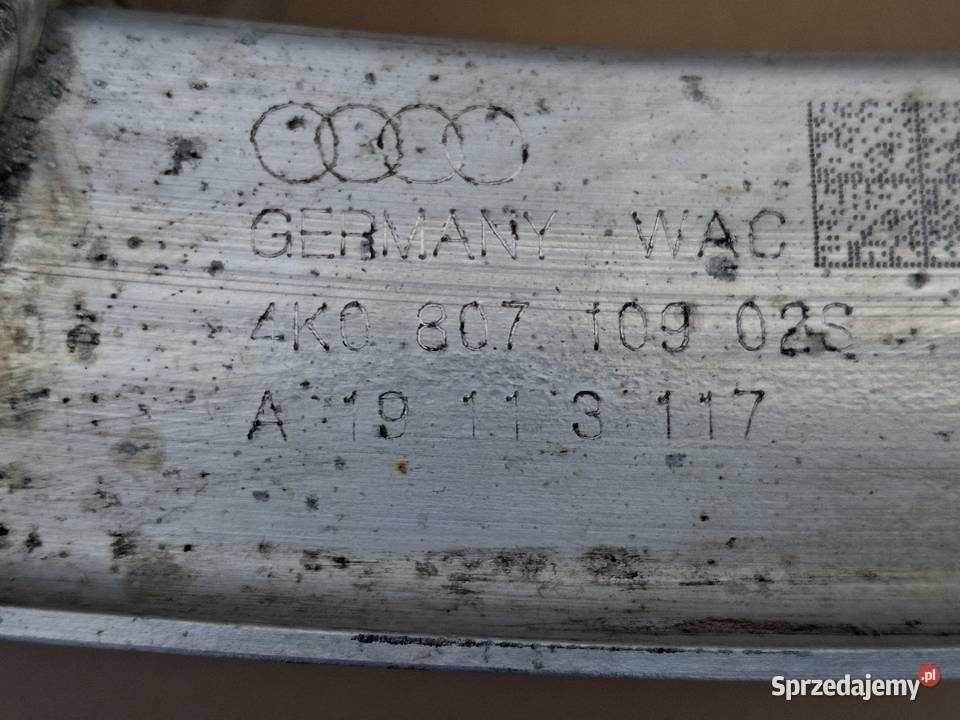 GERMANY WAC
4K0 807 109 02S
A 19 11 3 117
Sprzedajemy.pl